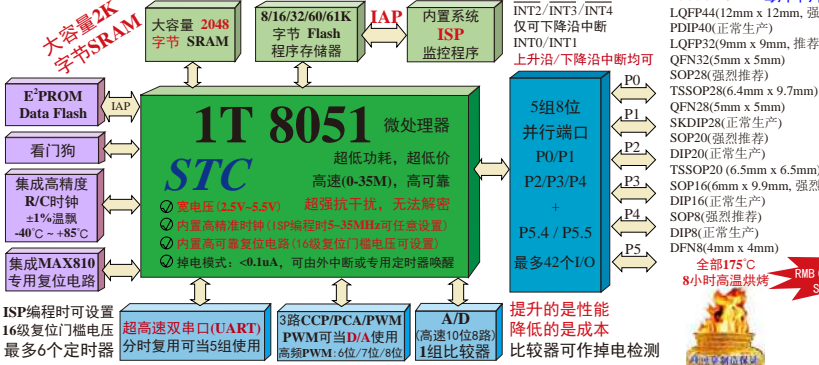 大容量2K
字节SRAM
大容量 2048
字节 SRAM
8/16/32/60/61K
字节 Flash
程序存储器
IAP
内置系统
ISP
监控程序
INT2/INT3/INT4
仅可下降沿中断
INT0/INT1
上升沿/下降沿中断均可
LQFP44(12mm x 12mm, 强
PDIP40(正常生产)
LQFP32(9mm x 9mm, 推荐
QFN32(5mm x 5mm)
SOP28(强烈推荐)
TSSOP28(6.4mm x 9.7mm)
QFN28(5mm x 5mm)
SKDIP28(正常生产)
SOP20(强烈推荐)
DIP20(正常生产)
TSSOP20 (6.5mm x 6.5mm)
SOP16(6mm x 9.9mm, 强烈
DIP16(正常生产)
SOP8(强烈推荐)
DIP8(正常生产)
DFN8(4mm x 4mm)
全部175℃
8小时高温烘烤
RMB
E²PROM
Data Flash
IAP
看门狗
集成高精度
R/C时钟
±1%温飘
-40℃ ~ +85℃
集成MAX810
专用复位电路
1T 8051 微处理器
STC
超低功耗，超低价
高速(0-35M)，高可靠
宽电压(2.5V~5.5V) 超强抗干扰，无法解密
内置高精准时钟(ISP编程时5~35MHz可任意设置)
内置高可靠复位电路(16级复位门槛电压可设置)
掉电模式：<0.1uA，可由外中断或专用定时器唤醒
5组8位
并行端口
P0/P1
P2/P3/P4
+
P5.4 / P5.5
最多42个I/O
P0
P1
P2
P3
P4
P5
ISP编程时可设置
16级复位门槛电压
最多6个定时器
超高速双串口(UART)
分时复用可当5组使用
3路CCP/PCA/PWM
PWM可当D/A使用
高频PWM:6位/7位/8位
A/D
(高速10位8路)
1组比较器
提升的是性能
降低的是成本
比较器可作掉电检测